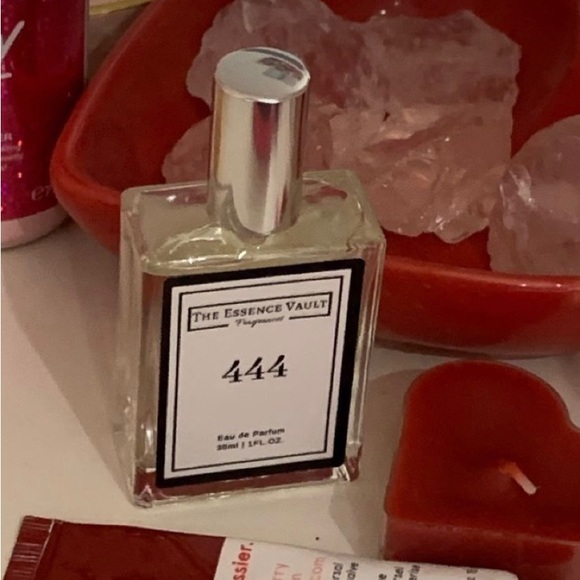 THE ESSENCE VAULT
Fragrances
444
Eau de Parfum
30ml | 1FL.OZ.
ssier.